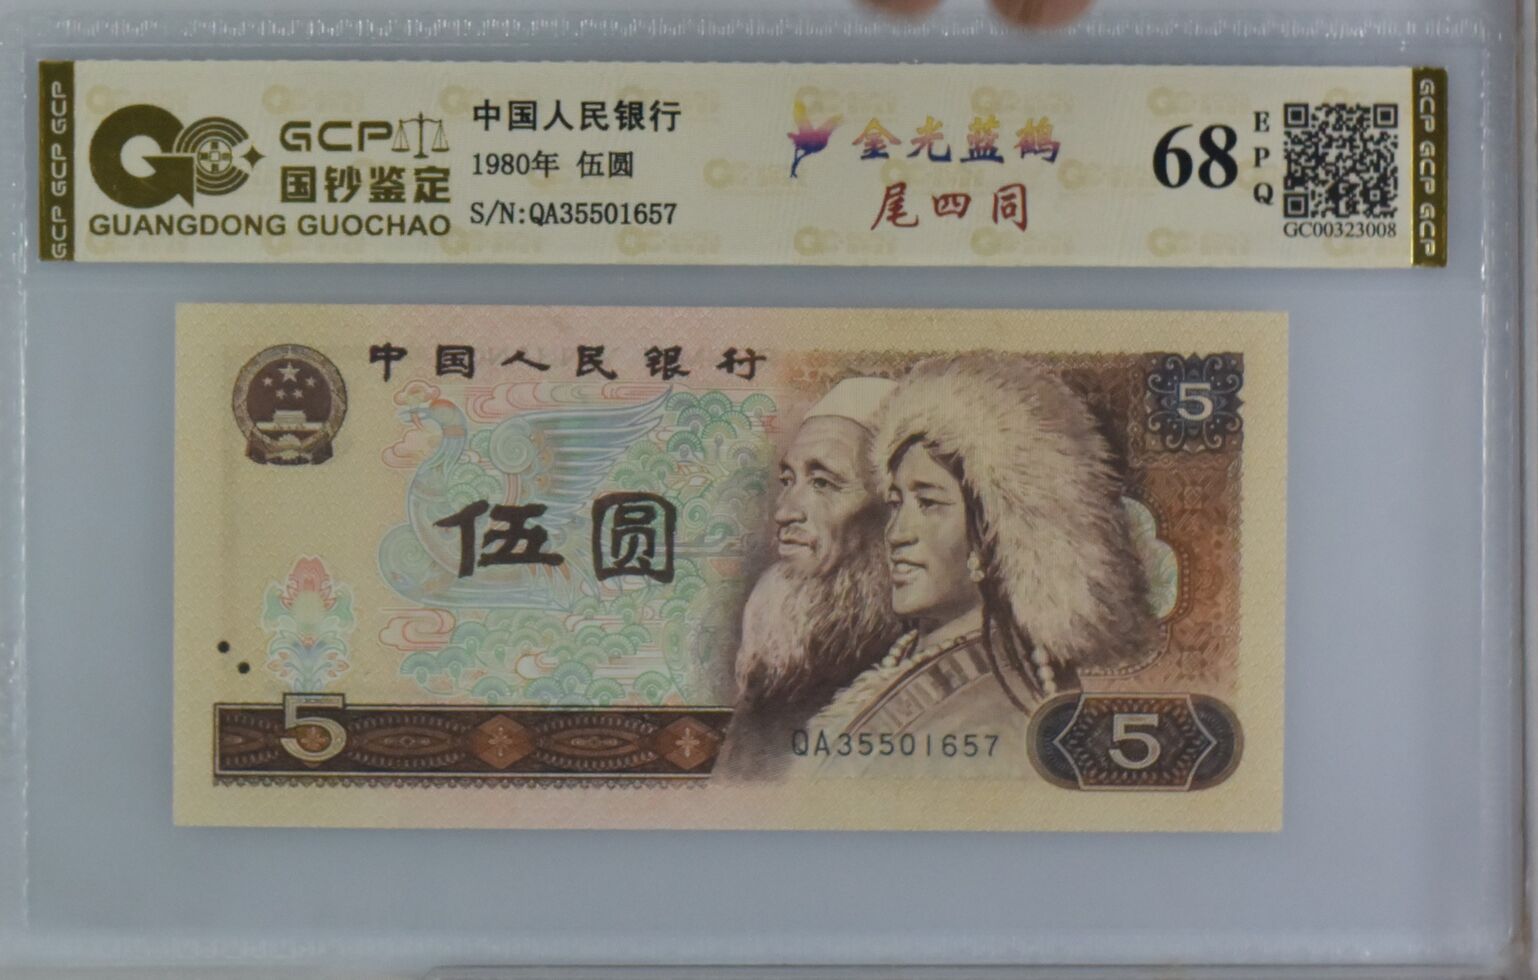 GCP GCP GCP
GCP
国钞鉴定
GUANGDONG GUOCHAO
中国人民银行
1980年 伍圆
S/N:QA35501657
金光蓝鹤
尾四同
68
EPQ
GC00323008
GCP GCP GCP
中国人民银行
5
伍圆
5
QA35501657
5